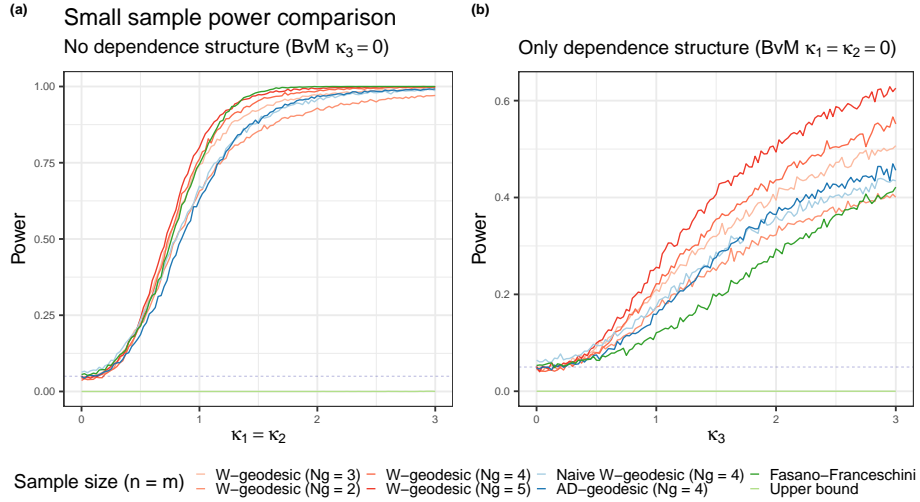 (a)
Small sample power comparison
No dependence structure (BvM κ3 = 0)
1.00
0.75
0.50
0.25
0.00
Power
0
1
2
3
κ1 = κ2
(b)
Only dependence structure (BvM κ1 = κ2 = 0)
0.6
0.4
0.2
0.0
Power
0
1
2
3
κ3
Sample size (n = m)
W−geodesic (Ng = 3)
W−geodesic (Ng = 2)
W−geodesic (Ng = 4)
W−geodesic (Ng = 5)
Naive W−geodesic (Ng = 4)
AD−geodesic (Ng = 4)
Fasano−Franceschini
Upper bound